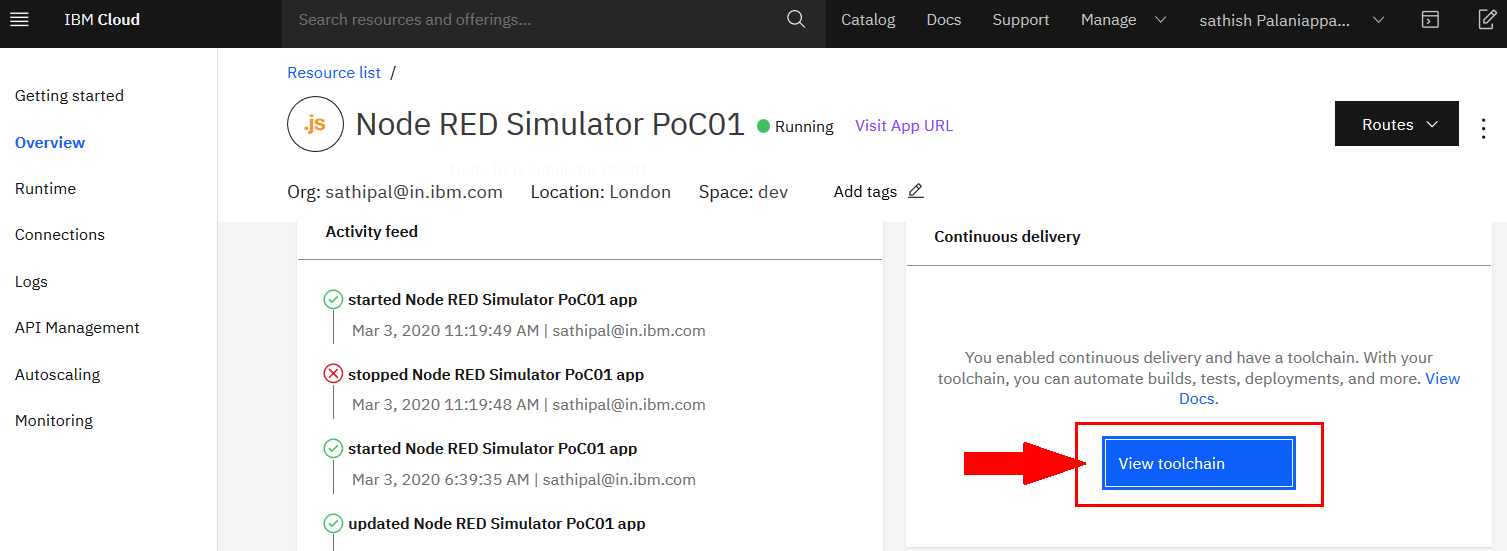 IBM Cloud
Search resources and offerings...
Catalog
Docs
Support
Manage
sathish Palaniappa...
Getting started
Overview
Runtime
Connections
Logs
API Management
Autoscaling
Monitoring
Resource list /
.js
Node RED Simulator PoC01
Running
Visit App URL
Routes
Node RED Simulator PoC01
Org: sathipal@in.ibm.com
Location: London
Space: dev
Add tags
Activity feed
started Node RED Simulator PoC01 app
Mar 3, 2020 11:19:49 AM | sathipal@in.ibm.com
stopped Node RED Simulator PoC01 app
Mar 3, 2020 11:19:48 AM | sathipal@in.ibm.com
started Node RED Simulator PoC01 app
Mar 3, 2020 6:39:35 AM | sathipal@in.ibm.com
updated Node RED Simulator PoC01 app
Continuous delivery
You enabled continuous delivery and have a toolchain. With your
toolchain, you can automate builds, tests, deployments, and more. View
Docs.
View toolchain